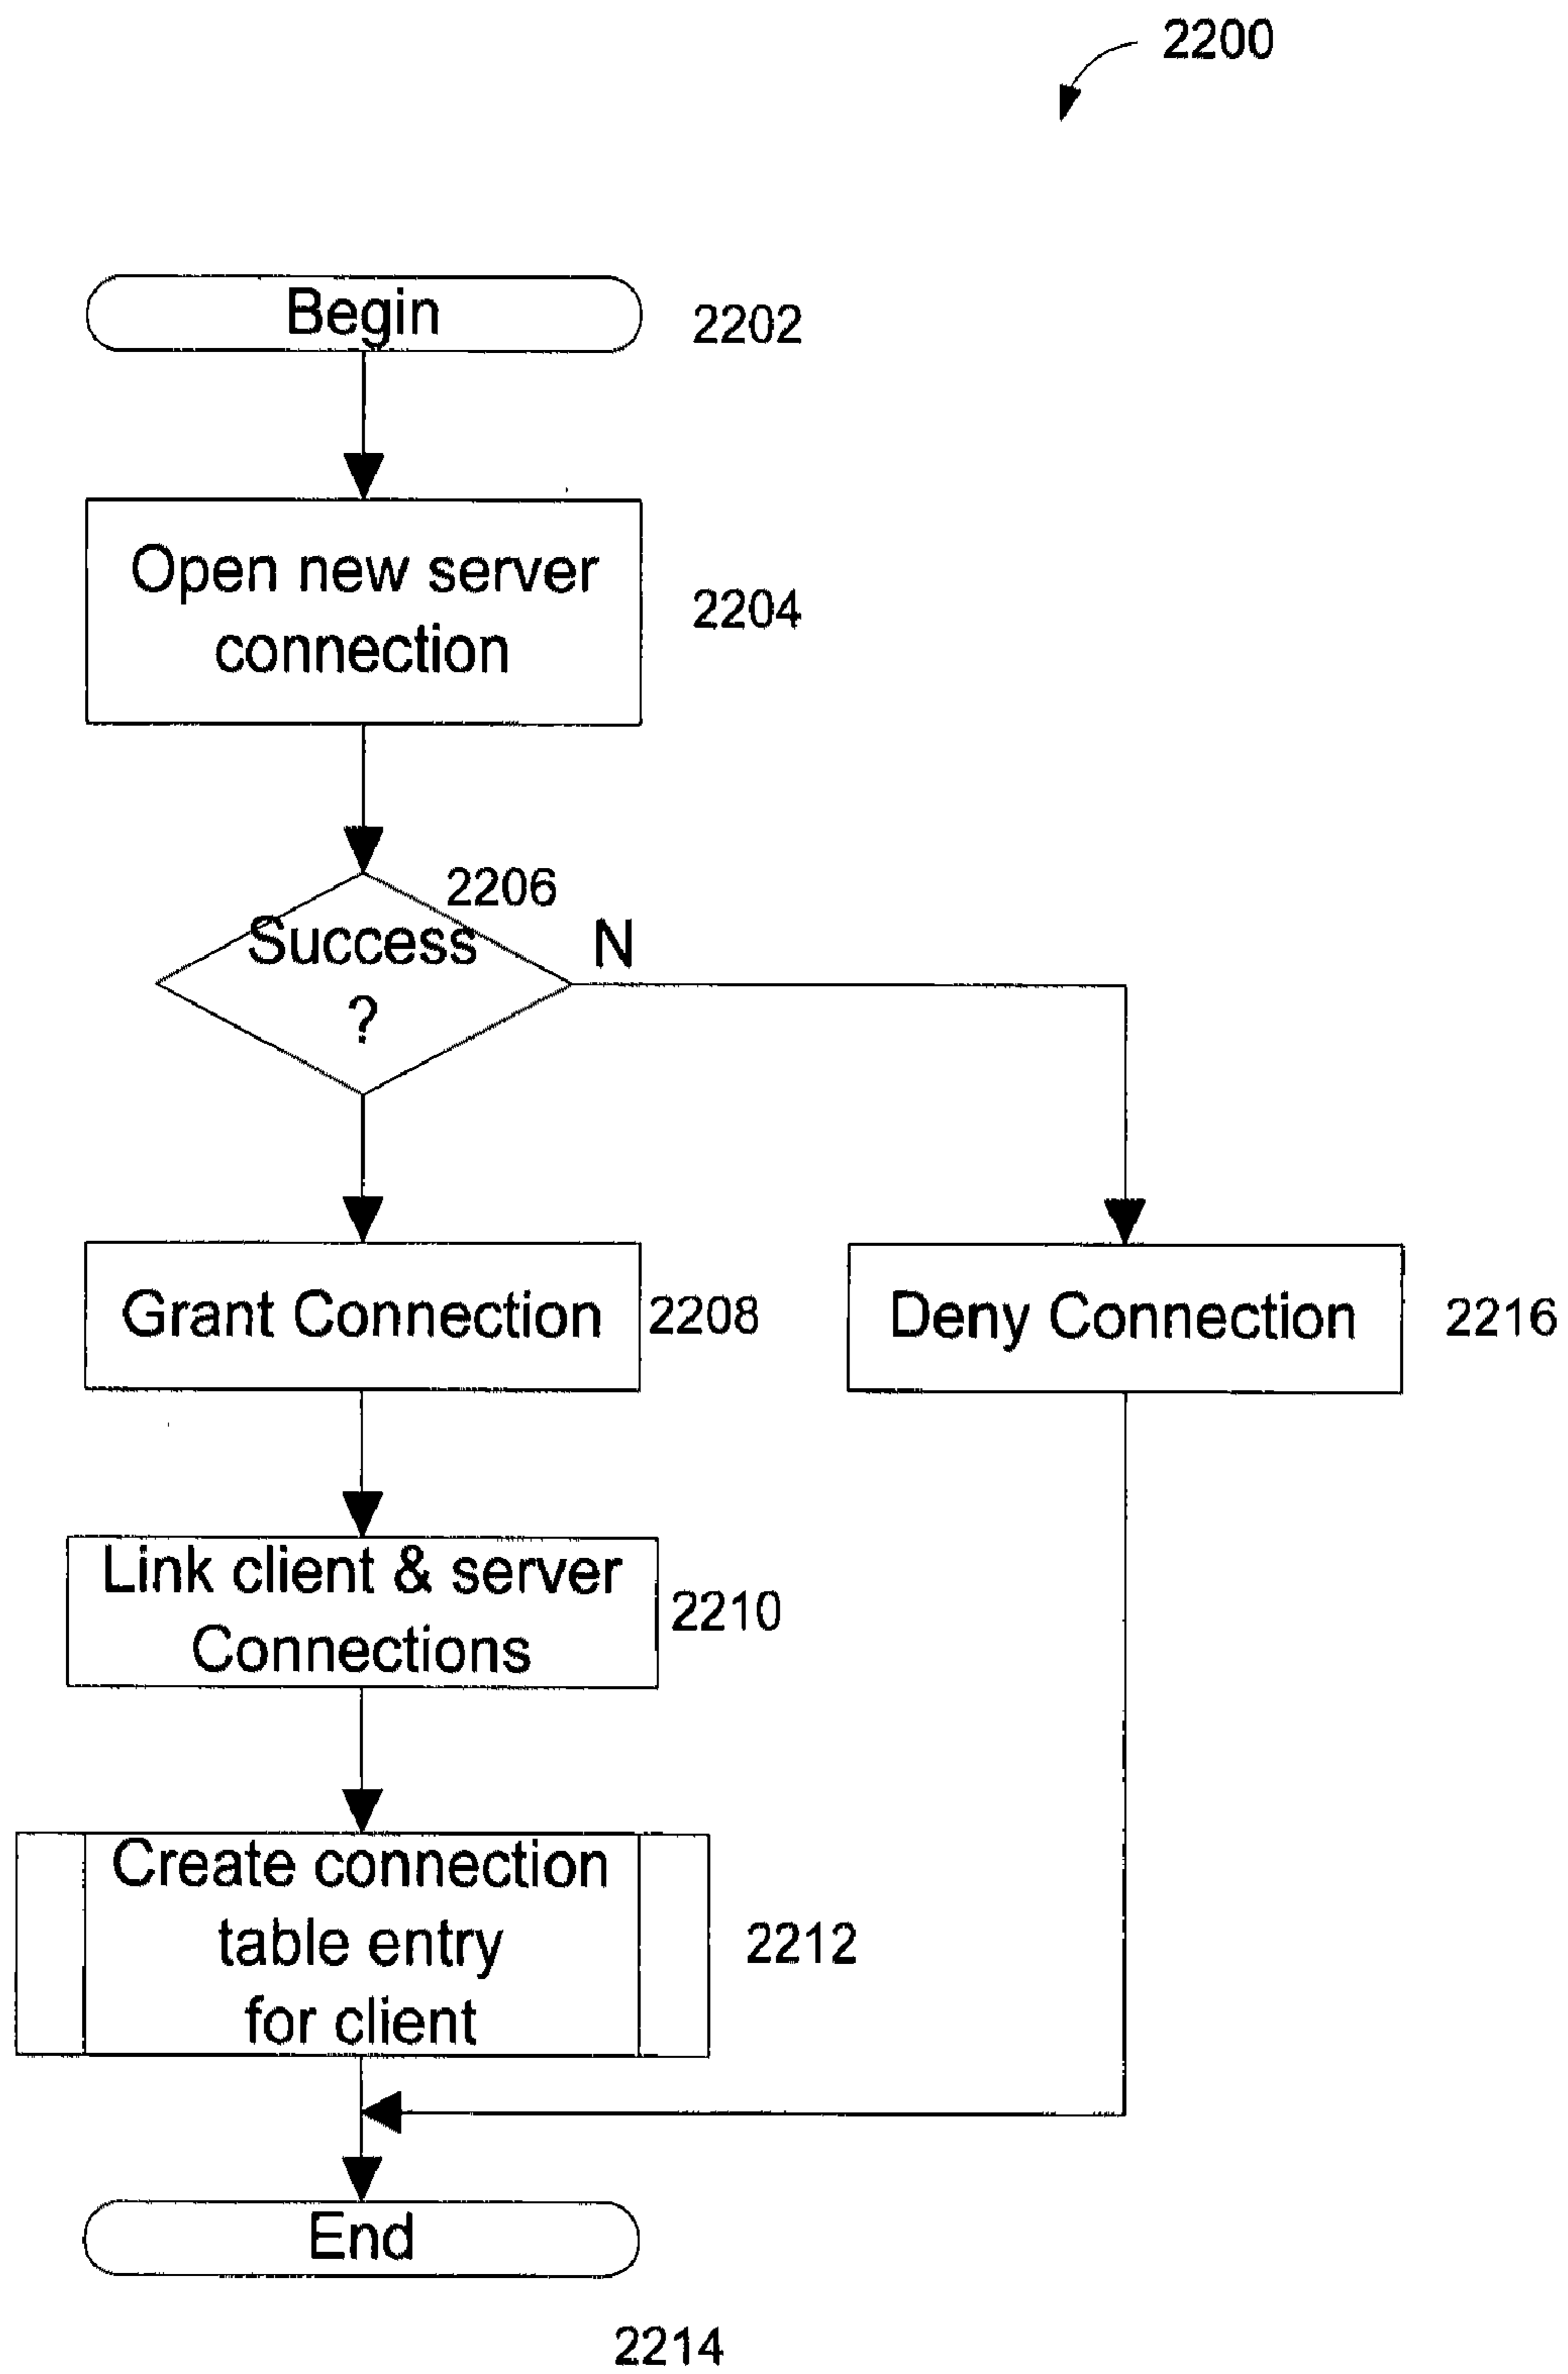 2200
Begin
2202
Open new server
connection
2204
2206
Success
?
N
Grant Connection
2208
Deny Connection
2216
Link client & server
Connections
2210
Create connection
table entry
for client
2212
End
2214